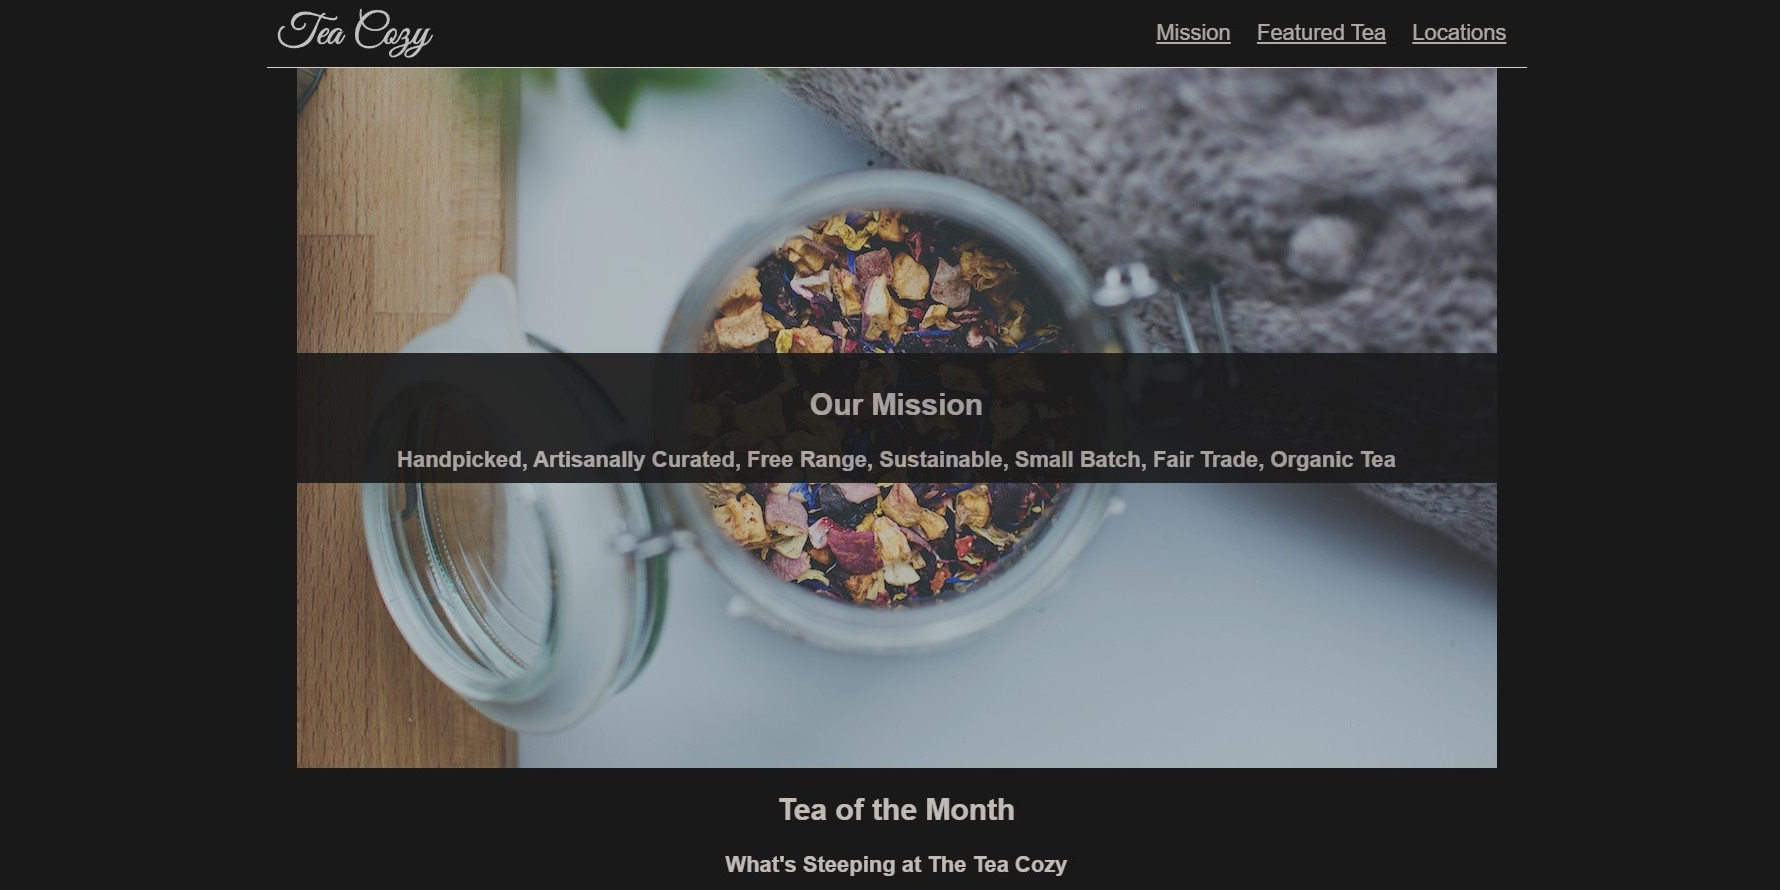 Tea Cozy
Mission Featured Tea Locations
Our Mission
Handpicked, Artisanally Curated, Free Range, Sustainable, Small Batch, Fair Trade, Organic Tea
Tea of the Month
What's Steeping at The Tea Cozy